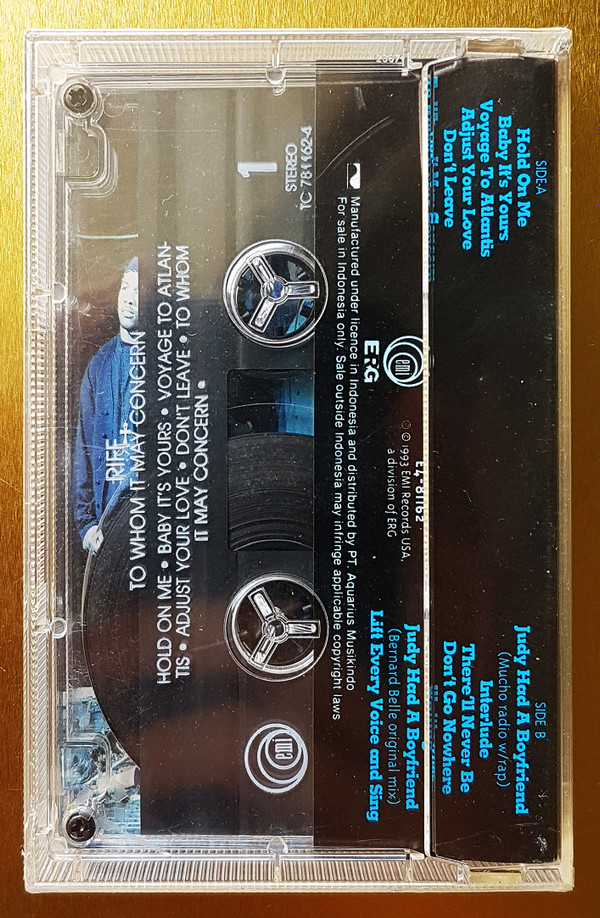 SIDE A
Hold On Me
Baby It's Yours
Voyage To Atlantis
Adjust Your Love
Don't Leave
SIDE B
Judy Had A Boyfriend
(Mucho radio w/rap)
Interlude
There'll Never Be
Don't Go Nowhere
Judy Had A Boyfriend
(Bernard Belle original mix)
Lift Every Voice and Sing
E4-81162
℗ © 1993 EMI Records USA,
a division of ERG
emi
ERG
Manufactured under licence in Indonesia and distributed by PT. Aquarius Musikindo
For sale in Indonesia only. Sale outside Indonesia may infringe applicable copyright laws
1
STEREO
TC 7811624
emi
RIFF
TO WHOM IT MAY CONCERN
HOLD ON ME • BABY IT'S YOURS • VOYAGE TO ATLAN-
TIS • ADJUST YOUR LOVE • DON'T LEAVE • TO WHOM
IT MAY CONCERN •